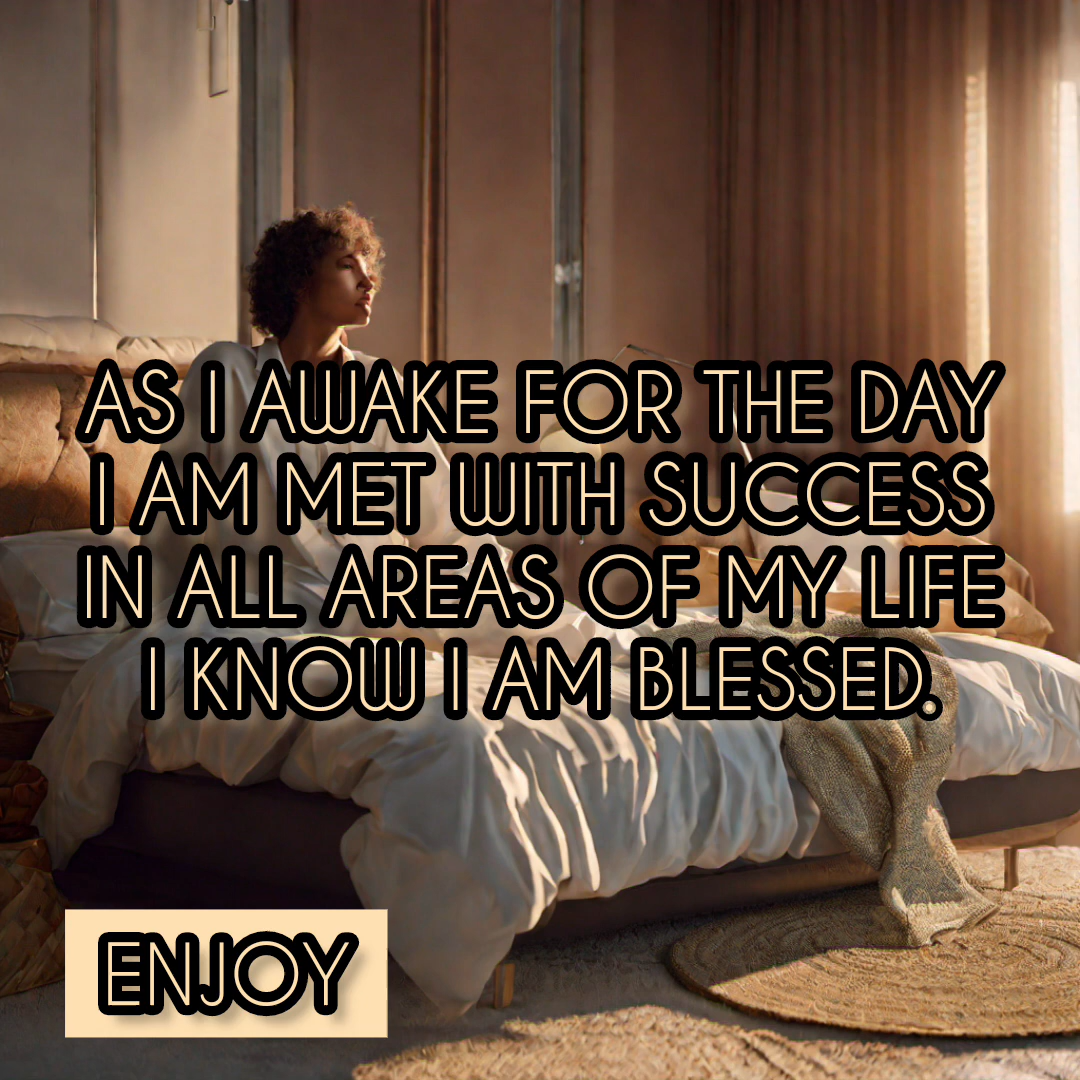 AS I AWAKE FOR THE DAY
I AM MET WITH SUCCESS
IN ALL AREAS OF MY LIFE
I KNOW I AM BLESSED.
ENJOY